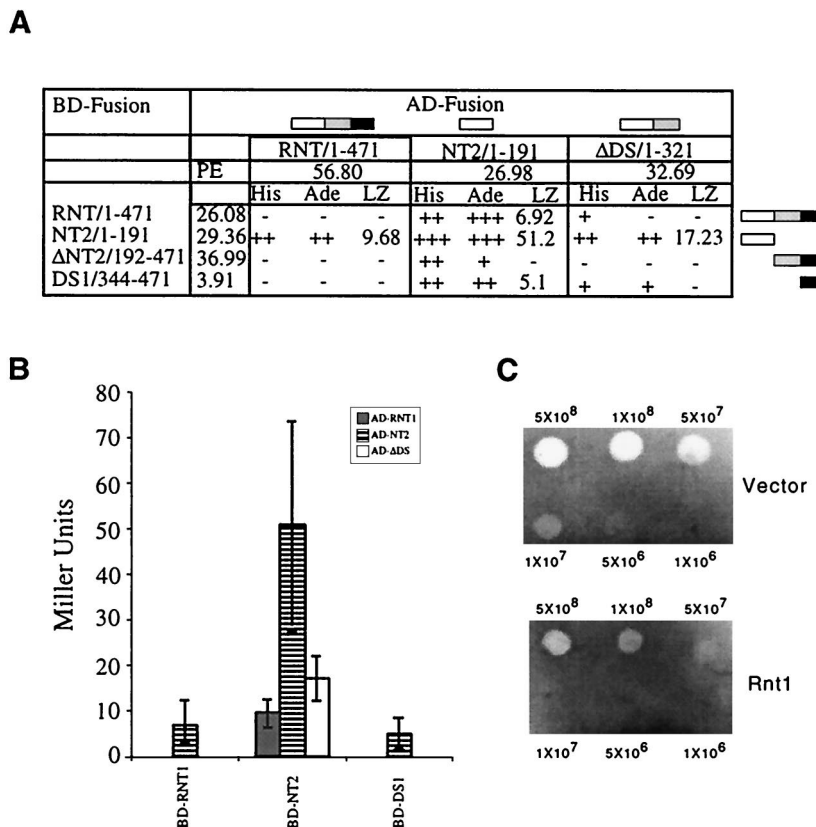 A
BD-Fusion AD-Fusion
RNT/1-471 NT2/1-191 ΔDS/1-321
PE 56.80 26.98 32.69
His Ade LZ His Ade LZ His Ade LZ
RNT/1-471 26.08 - - - ++ +++ 6.92 + - -
NT2/1-191 29.36 ++ ++ 9.68 +++ +++ 51.2 ++ ++ 17.23
ΔNT2/192-471 36.99 - - - ++ + - - - -
DS1/344-471 3.91 - - - ++ ++ 5.1 + + -
B
80
70
60
50
40
30
20
10
0
Miller Units
AD-RNT1
AD-NT2
AD-ΔDS
BD-RNT1
BD-NT2
BD-DS1
C
5X10⁸ 1X10⁸ 5X10⁷
Vector
1X10⁷ 5X10⁶ 1X10⁶
5X10⁸ 1X10⁸ 5X10⁷
Rnt1
1X10⁷ 5X10⁶ 1X10⁶